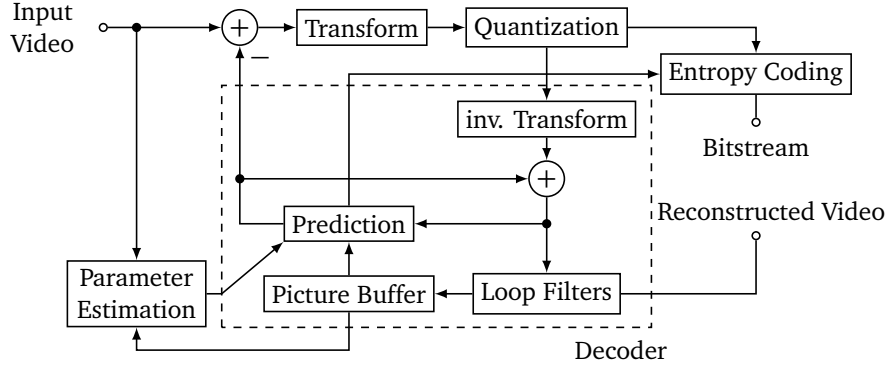 Input
Video
+
Transform
Quantization
−
Entropy Coding
inv. Transform
Bitstream
+
Reconstructed Video
Prediction
Parameter
Estimation
Picture Buffer
Loop Filters
Decoder